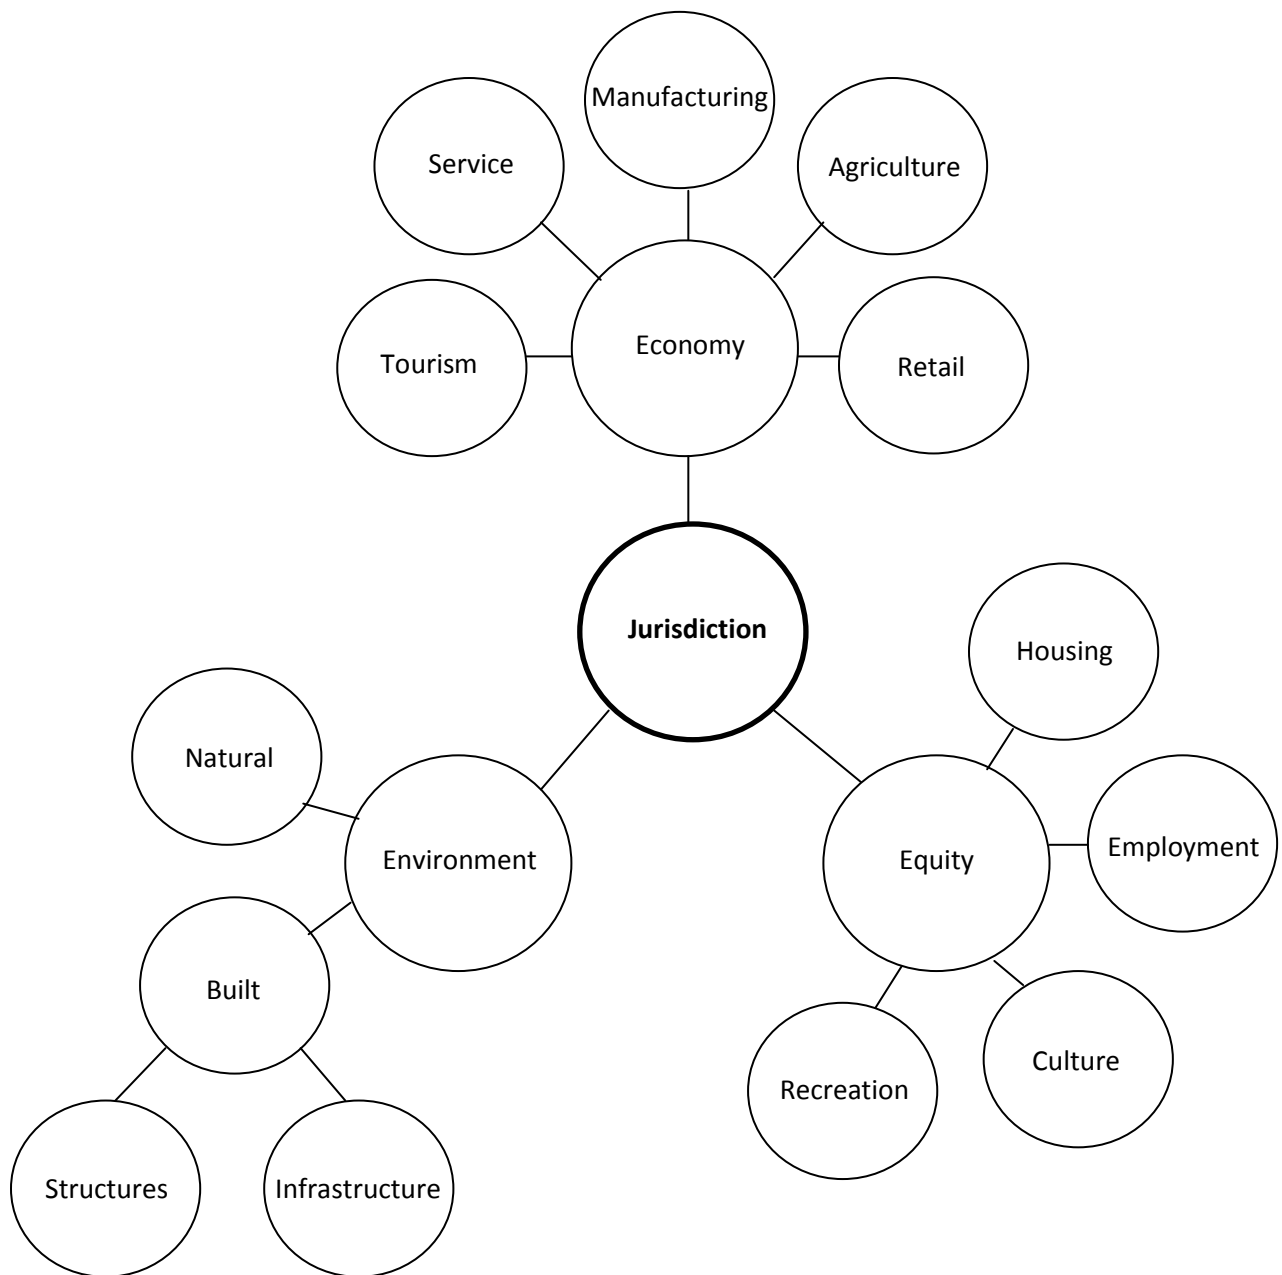 Manufacturing
Service
Agriculture
Economy
Tourism
Retail
Jurisdiction
Housing
Natural
Employment
Environment
Equity
Built
Culture
Recreation
Structures
Infrastructure